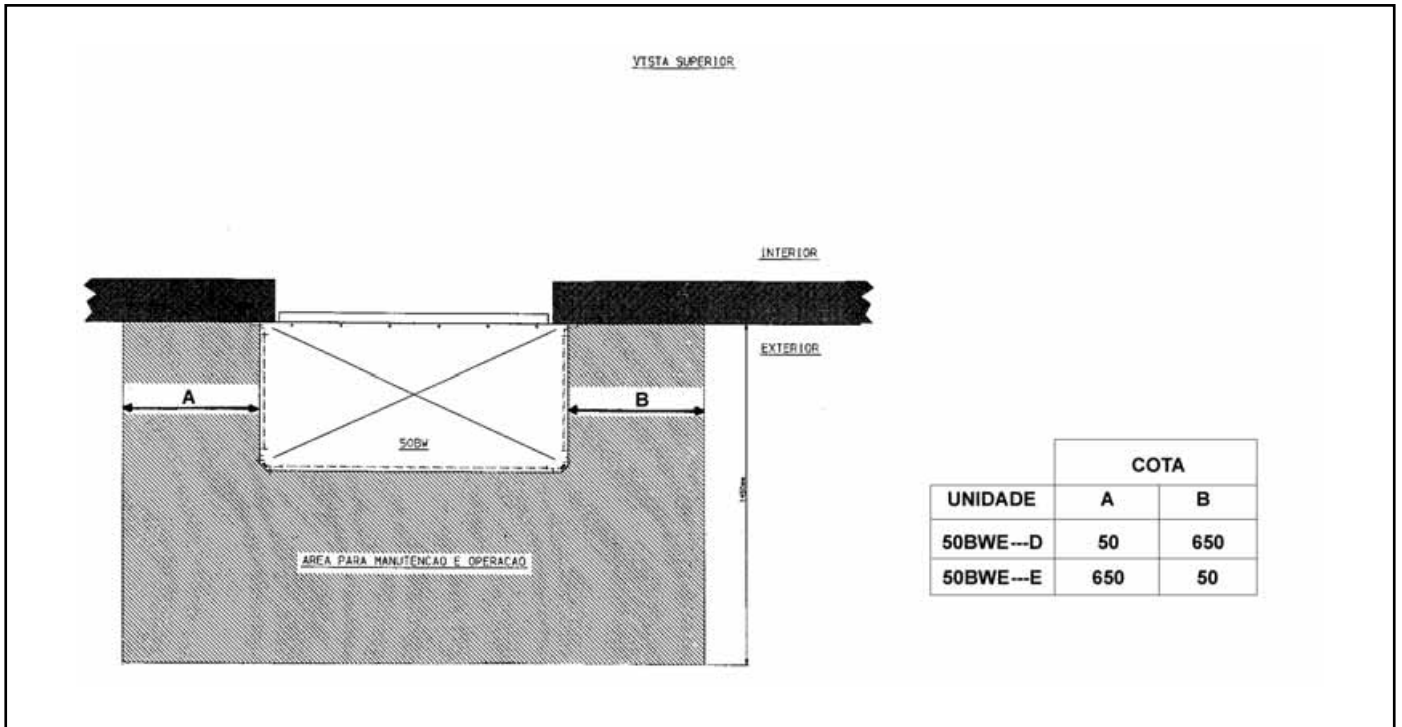 VISTA SUPERIOR
INTERIOR
EXTERIOR
A
B
50BW
AREA PARA MANUTENCAO E OPERACAO
COTA
UNIDADE A B
50BWE---D 50 650
50BWE---E 650 50